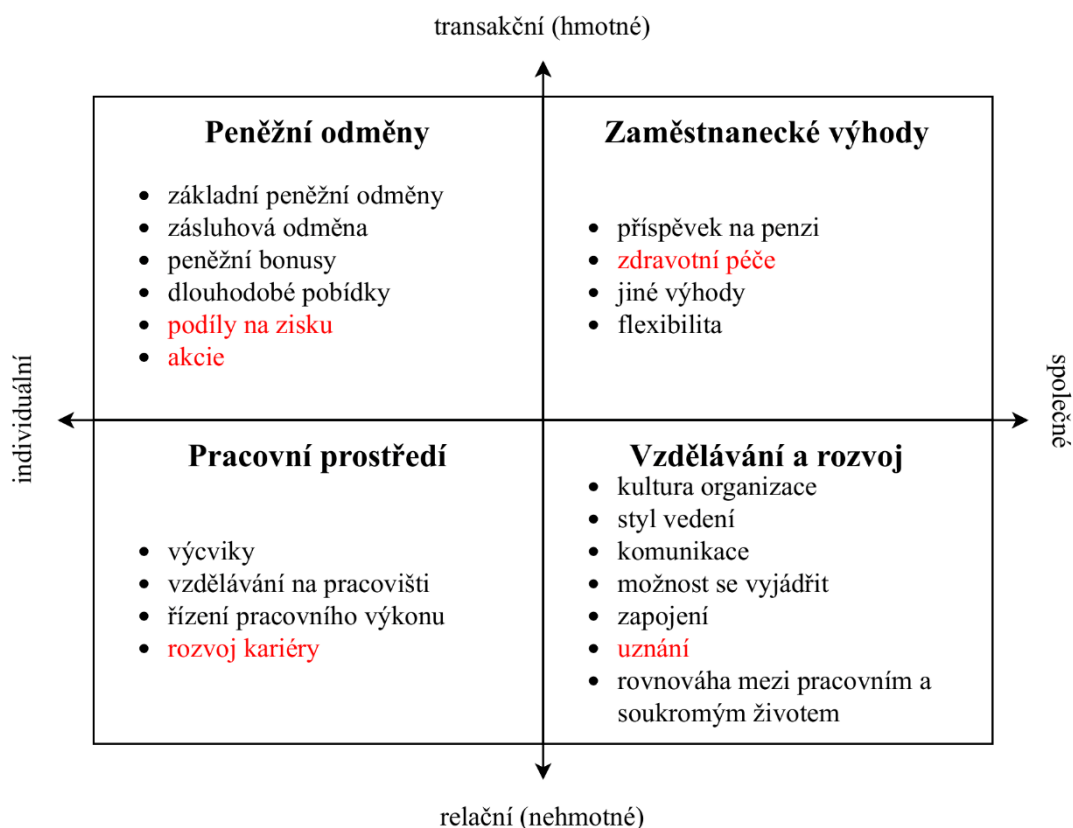 transakční (hmotné)
Peněžní odměny
• základní peněžní odměny
• zásluhová odměna
• peněžní bonusy
• dlouhodobé pobídky
• podíly na zisku
• akcie
Zaměstnanecké výhody
• příspěvek na penzi
• zdravotní péče
• jiné výhody
• flexibilita
individuální
společné
Pracovní prostředí
• výcviky
• vzdělávání na pracovišti
• řízení pracovního výkonu
• rozvoj kariéry
Vzdělávání a rozvoj
• kultura organizace
• styl vedení
• komunikace
• možnost se vyjádřit
• zapojení
• uznání
• rovnováha mezi pracovním a
soukromým životem
relační (nehmotné)